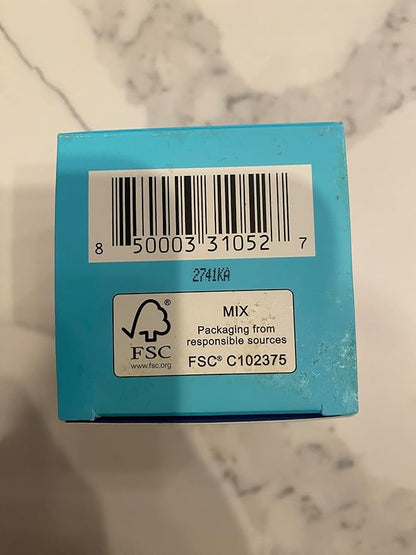 8 50003 31052 7
2741KA
®
FSC
www.fsc.org
MIX
Packaging from
responsible sources
FSC® C102375